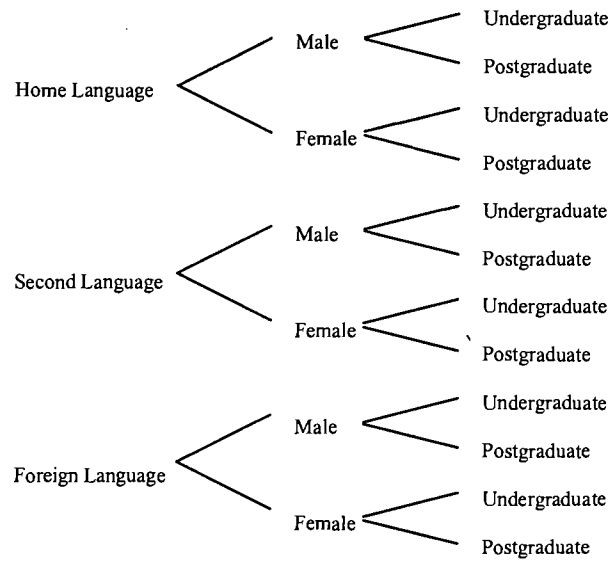 Undergraduate
Male
Postgraduate
Home Language
Undergraduate
Female
Postgraduate
Undergraduate
Male
Postgraduate
Second Language
Undergraduate
Female
Postgraduate
Undergraduate
Male
Postgraduate
Foreign Language
Undergraduate
Female
Postgraduate